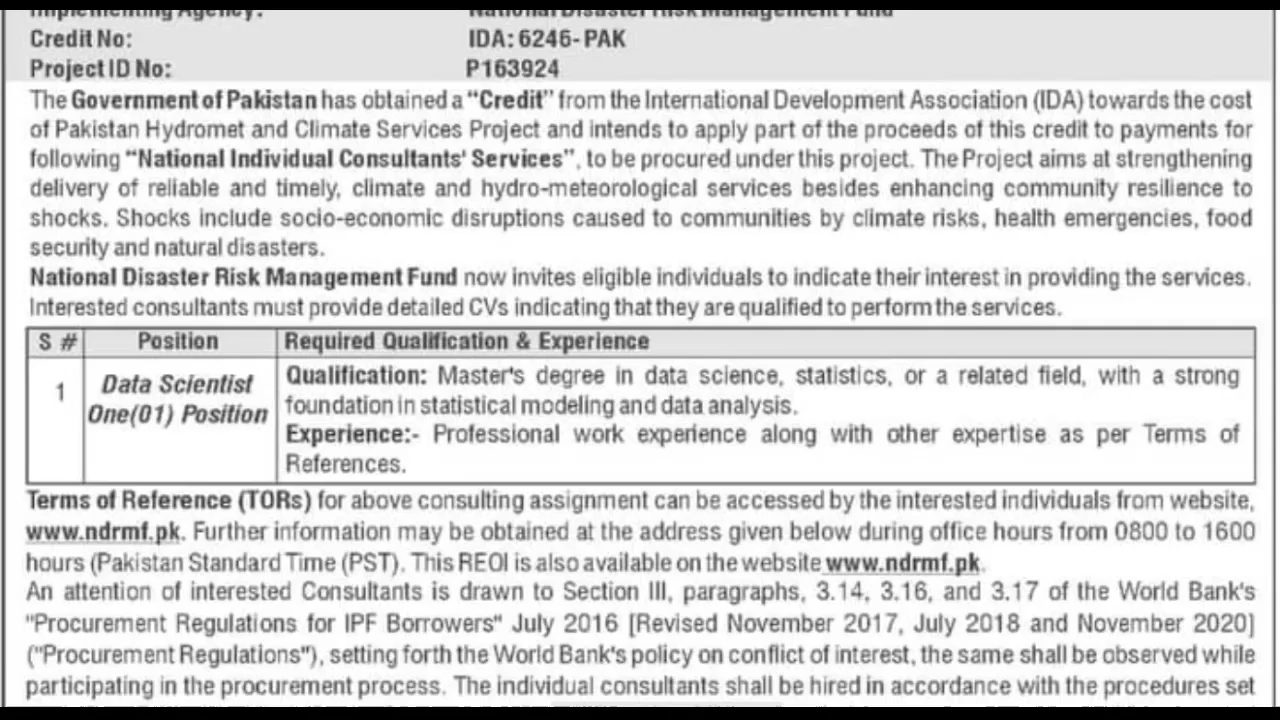 Implementing Agency: National Disaster Risk Management Fund
Credit No: IDA: 6246- PAK
Project ID No: P163924
The Government of Pakistan has obtained a “Credit” from the International Development Association (IDA) towards the cost
of Pakistan Hydromet and Climate Services Project and intends to apply part of the proceeds of this credit to payments for
following “National Individual Consultants' Services”, to be procured under this project. The Project aims at strengthening
delivery of reliable and timely, climate and hydro-meteorological services besides enhancing community resilience to
shocks. Shocks include socio-economic disruptions caused to communities by climate risks, health emergencies, food
security and natural disasters.
National Disaster Risk Management Fund now invites eligible individuals to indicate their interest in providing the services.
Interested consultants must provide detailed CVs indicating that they are qualified to perform the services.
S # Position Required Qualification & Experience
1 Data Scientist One(01) Position
Qualification: Master's degree in data science, statistics, or a related field, with a strong
foundation in statistical modeling and data analysis.
Experience:- Professional work experience along with other expertise as per Terms of
References.
Terms of Reference (TORs) for above consulting assignment can be accessed by the interested individuals from website,
www.ndrmf.pk. Further information may be obtained at the address given below during office hours from 0800 to 1600
hours (Pakistan Standard Time (PST). This REOI is also available on the website www.ndrmf.pk.
An attention of interested Consultants is drawn to Section III, paragraphs, 3.14, 3.16, and 3.17 of the World Bank's
"Procurement Regulations for IPF Borrowers" July 2016 [Revised November 2017, July 2018 and November 2020]
("Procurement Regulations"), setting forth the World Bank's policy on conflict of interest, the same shall be observed while
participating in the procurement process. The individual consultants shall be hired in accordance with the procedures set